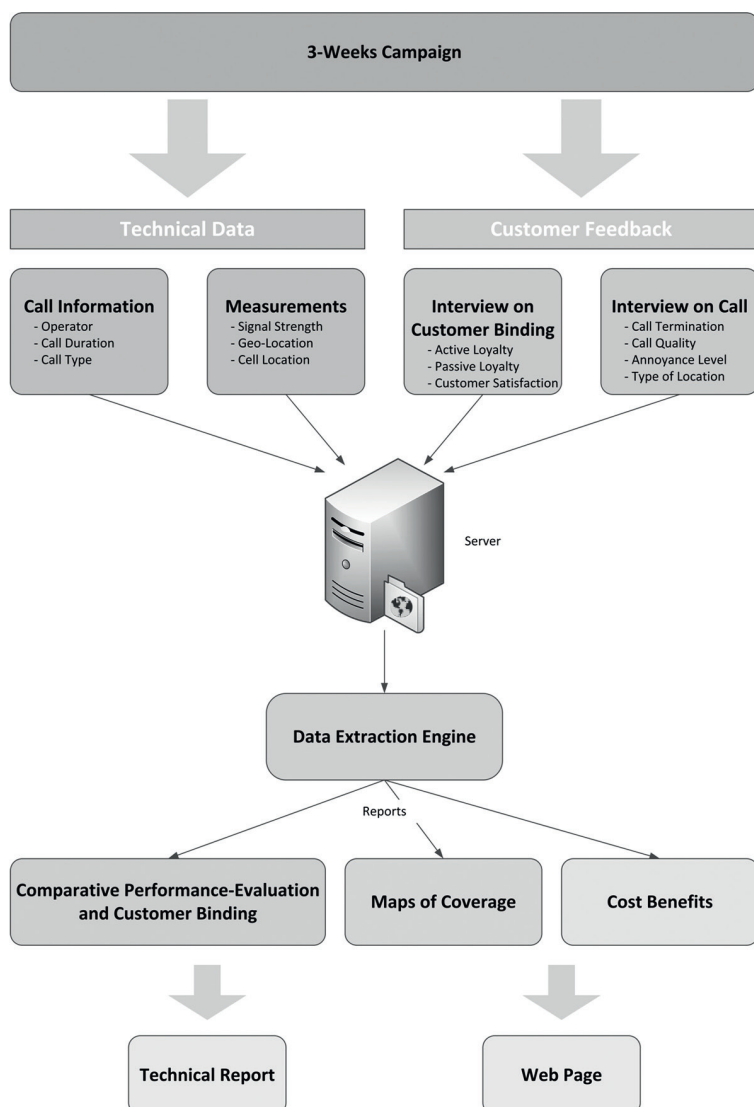 3-Weeks Campaign
Technical Data
Customer Feedback
Call Information
- Operator
- Call Duration
- Call Type
Measurements
- Signal Strength
- Geo-Location
- Cell Location
Interview on
Customer Binding
- Active Loyalty
- Passive Loyalty
- Customer Satisfaction
Interview on Call
- Call Termination
- Call Quality
- Annoyance Level
- Type of Location
Server
Data Extraction Engine
Reports
Comparative Performance-Evaluation
and Customer Binding
Maps of Coverage
Cost Benefits
Technical Report
Web Page